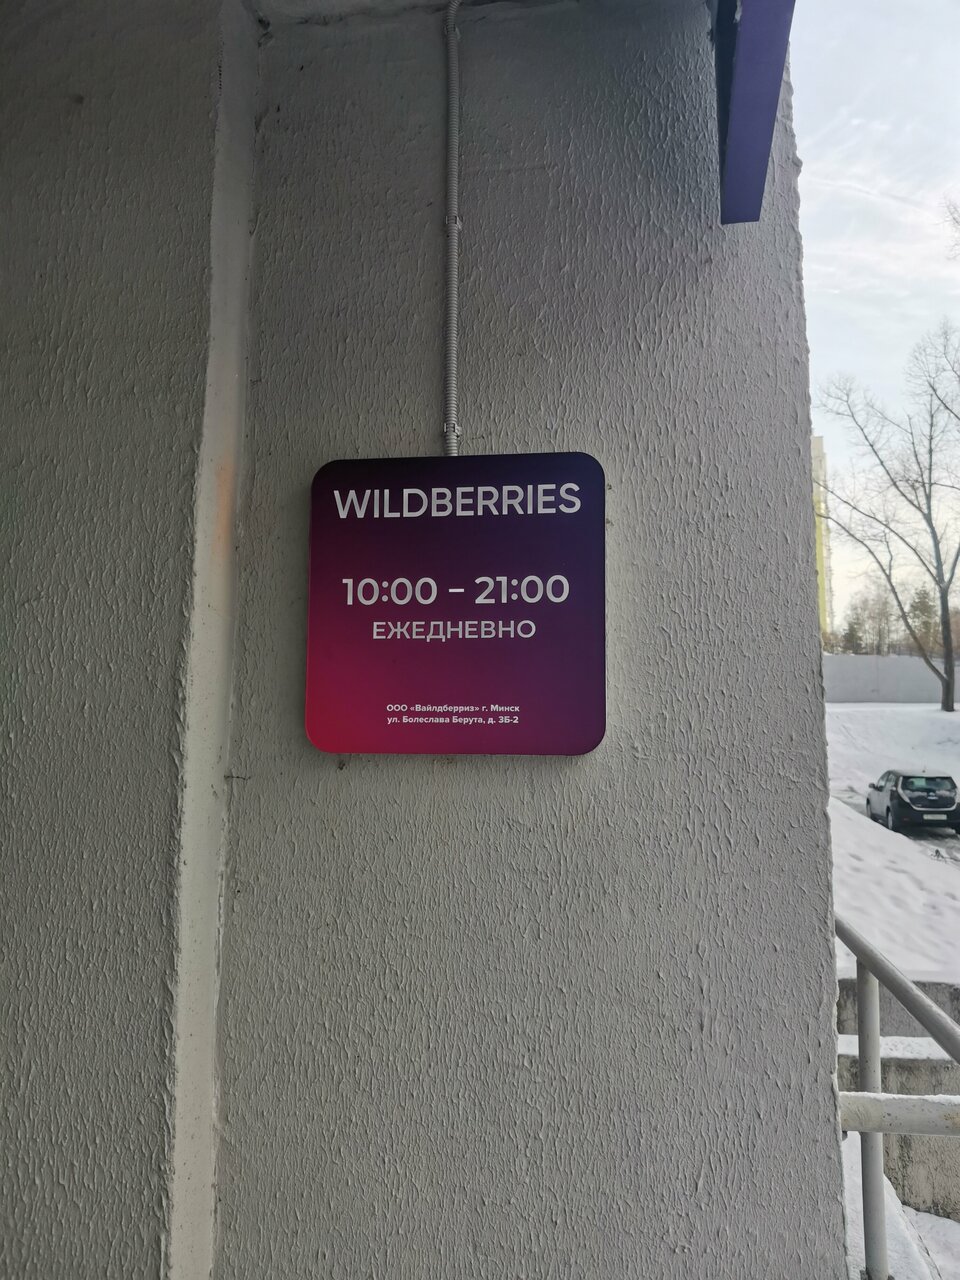 WILDBERRIES
10:00 – 21:00
ЕЖЕДНЕВНО
ООО «Вайлдберриз» г. Минск
ул. Болеслава Берута, д. 3Б-2